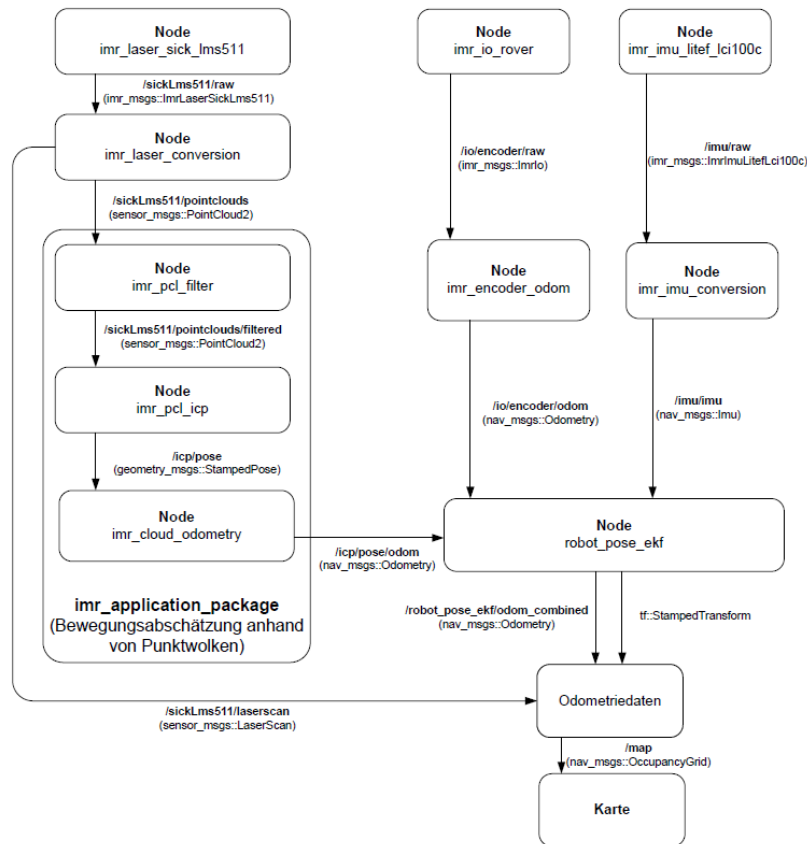 Node
imr_laser_sick_lms511
Node
imr_io_rover
Node
imr_imu_litef_lci100c
/sickLms511/raw
(imr_msgs::ImrLaserSickLms511)
Node
imr_laser_conversion
/io/encoder/raw
(imr_msgs::ImrIo)
/imu/raw
(imr_msgs::ImrImuLitefLci100c)
/sickLms511/pointclouds
(sensor_msgs::PointCloud2)
Node
imr_pcl_filter
Node
imr_encoder_odom
Node
imr_imu_conversion
/sickLms511/pointclouds/filtered
(sensor_msgs::PointCloud2)
Node
imr_pcl_icp
/io/encoder/odom
(nav_msgs::Odometry)
/imu/imu
(nav_msgs::Imu)
/icp/pose
(geometry_msgs::StampedPose)
Node
imr_cloud_odometry
Node
robot_pose_ekf
/icp/pose/odom
(nav_msgs::Odometry)
imr_application_package
(Bewegungsabschätzung anhand
von Punktwolken)
/robot_pose_ekf/odom_combined
(nav_msgs::Odometry)
tf::StampedTransform
Odometriedaten
/sickLms511/laserscan
(sensor_msgs::LaserScan)
/map
(nav_msgs::OccupancyGrid)
Karte